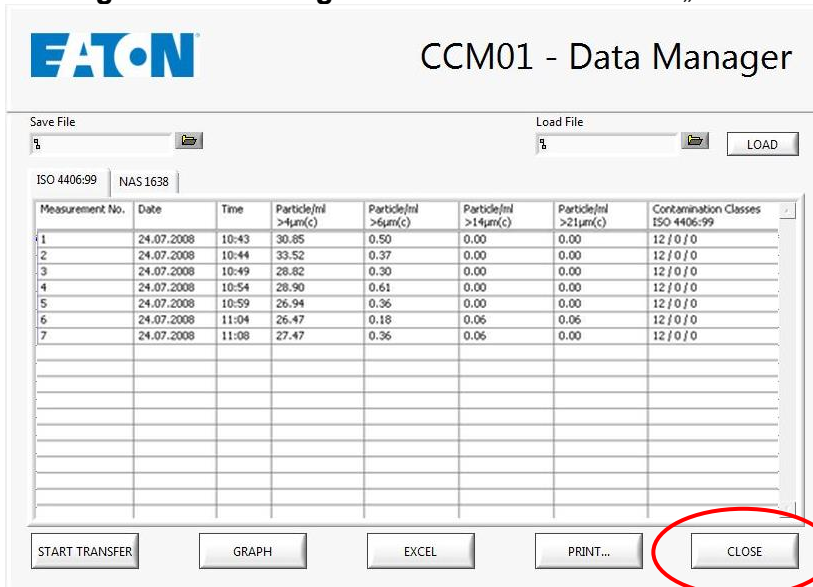 EATON
CCM01 - Data Manager
Save File
Load File
LOAD
ISO 4406:99 NAS 1638
Measurement No. Date Time Particle/ml >4µm(c) Particle/ml >6µm(c) Particle/ml >14µm(c) Particle/ml >21µm(c) Contamination Classes ISO 4406:99
1 24.07.2008 10:43 30.85 0.50 0.00 0.00 12 / 0 / 0
2 24.07.2008 10:44 33.52 0.37 0.00 0.00 12 / 0 / 0
3 24.07.2008 10:49 28.82 0.30 0.00 0.00 12 / 0 / 0
4 24.07.2008 10:54 28.90 0.61 0.00 0.00 12 / 0 / 0
5 24.07.2008 10:59 26.94 0.36 0.00 0.00 12 / 0 / 0
6 24.07.2008 11:04 26.47 0.18 0.06 0.06 12 / 0 / 0
7 24.07.2008 11:08 27.47 0.36 0.06 0.00 12 / 0 / 0
START TRANSFER GRAPH EXCEL PRINT... CLOSE